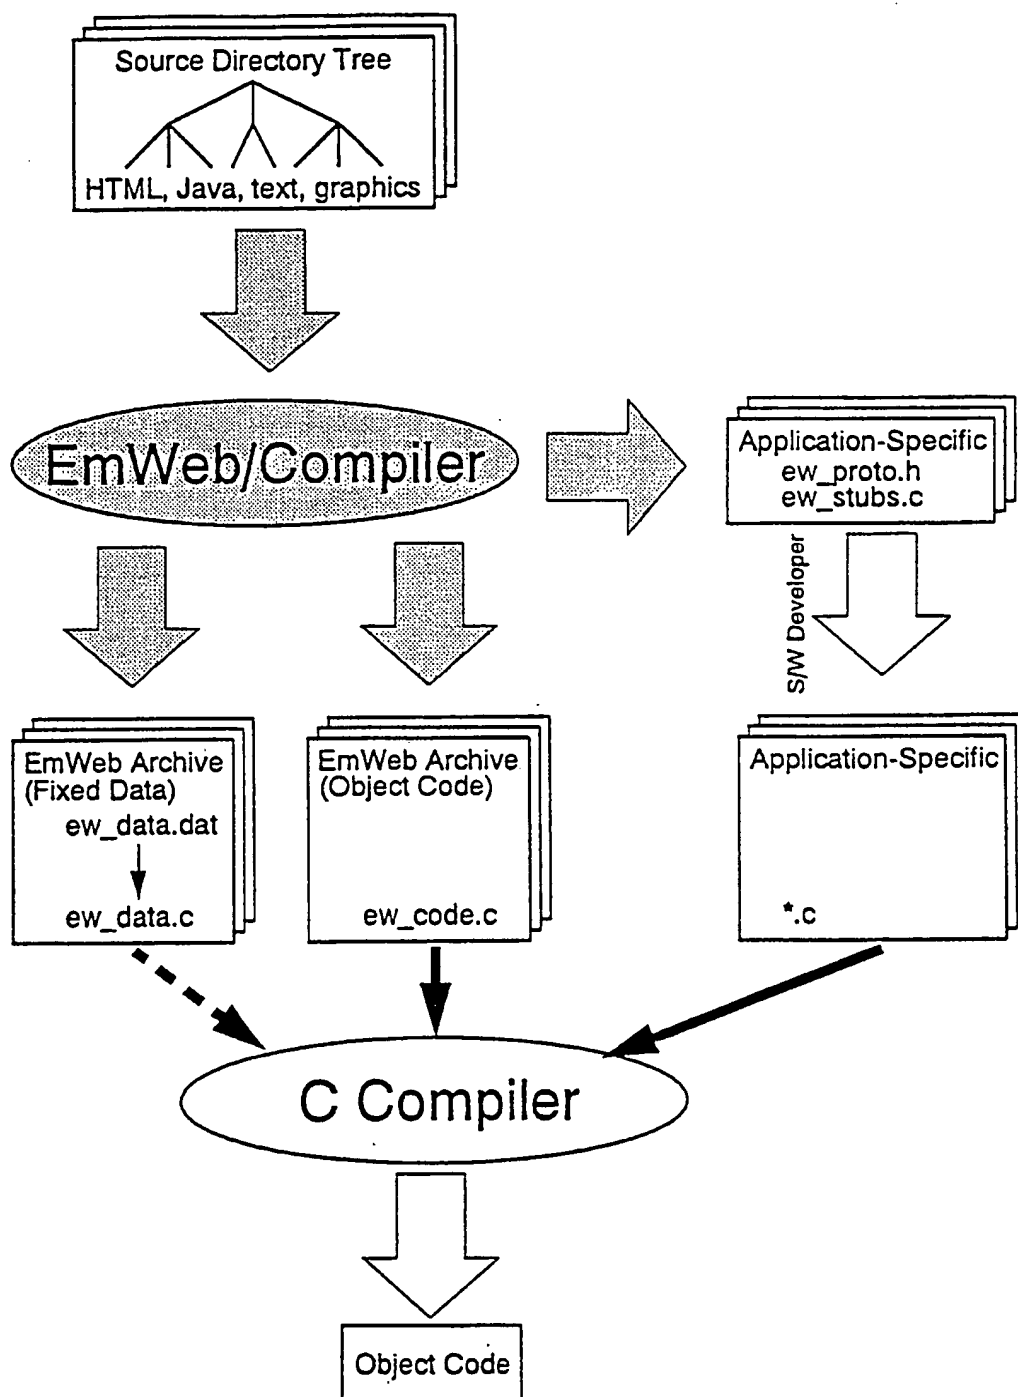 Source Directory Tree
HTML, Java, text, graphics
EmWeb/Compiler
Application-Specific
ew_proto.h
ew_stubs.c
S/W Developer
EmWeb Archive
(Fixed Data)
ew_data.dat
ew_data.c
EmWeb Archive
(Object Code)
ew_code.c
Application-Specific
*.c
C Compiler
Object Code